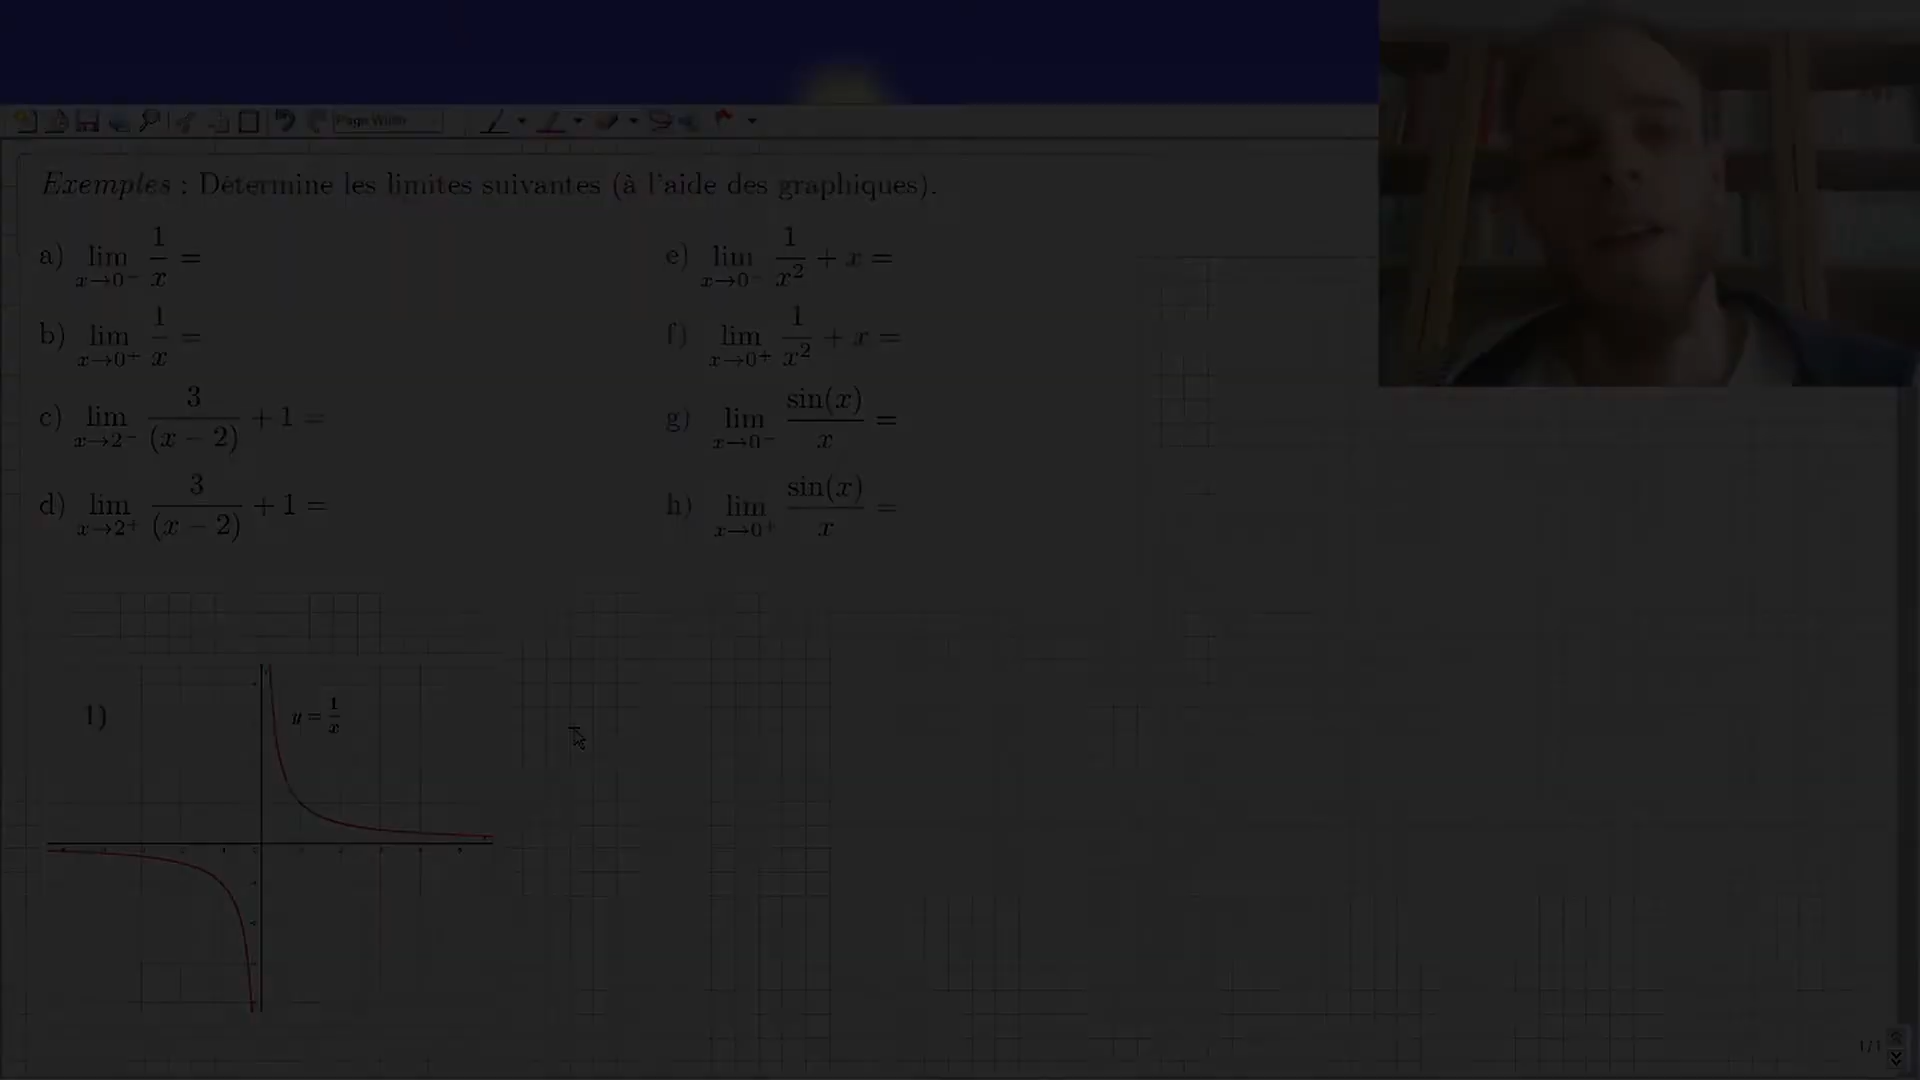 Page Width
Exemples : Détermine les limites suivantes (à l'aide des graphiques).
a) lim x→0⁻ 1/x =
b) lim x→0⁺ 1/x =
c) lim x→2⁻ 3/(x − 2) + 1 =
d) lim x→2⁺ 3/(x − 2) + 1 =
e) lim x→0⁻ 1/x² + x =
f) lim x→0⁺ 1/x² + x =
g) lim x→0⁻ sin(x)/x =
h) lim x→0⁺ sin(x)/x =
1)
y = 1/x
1/1